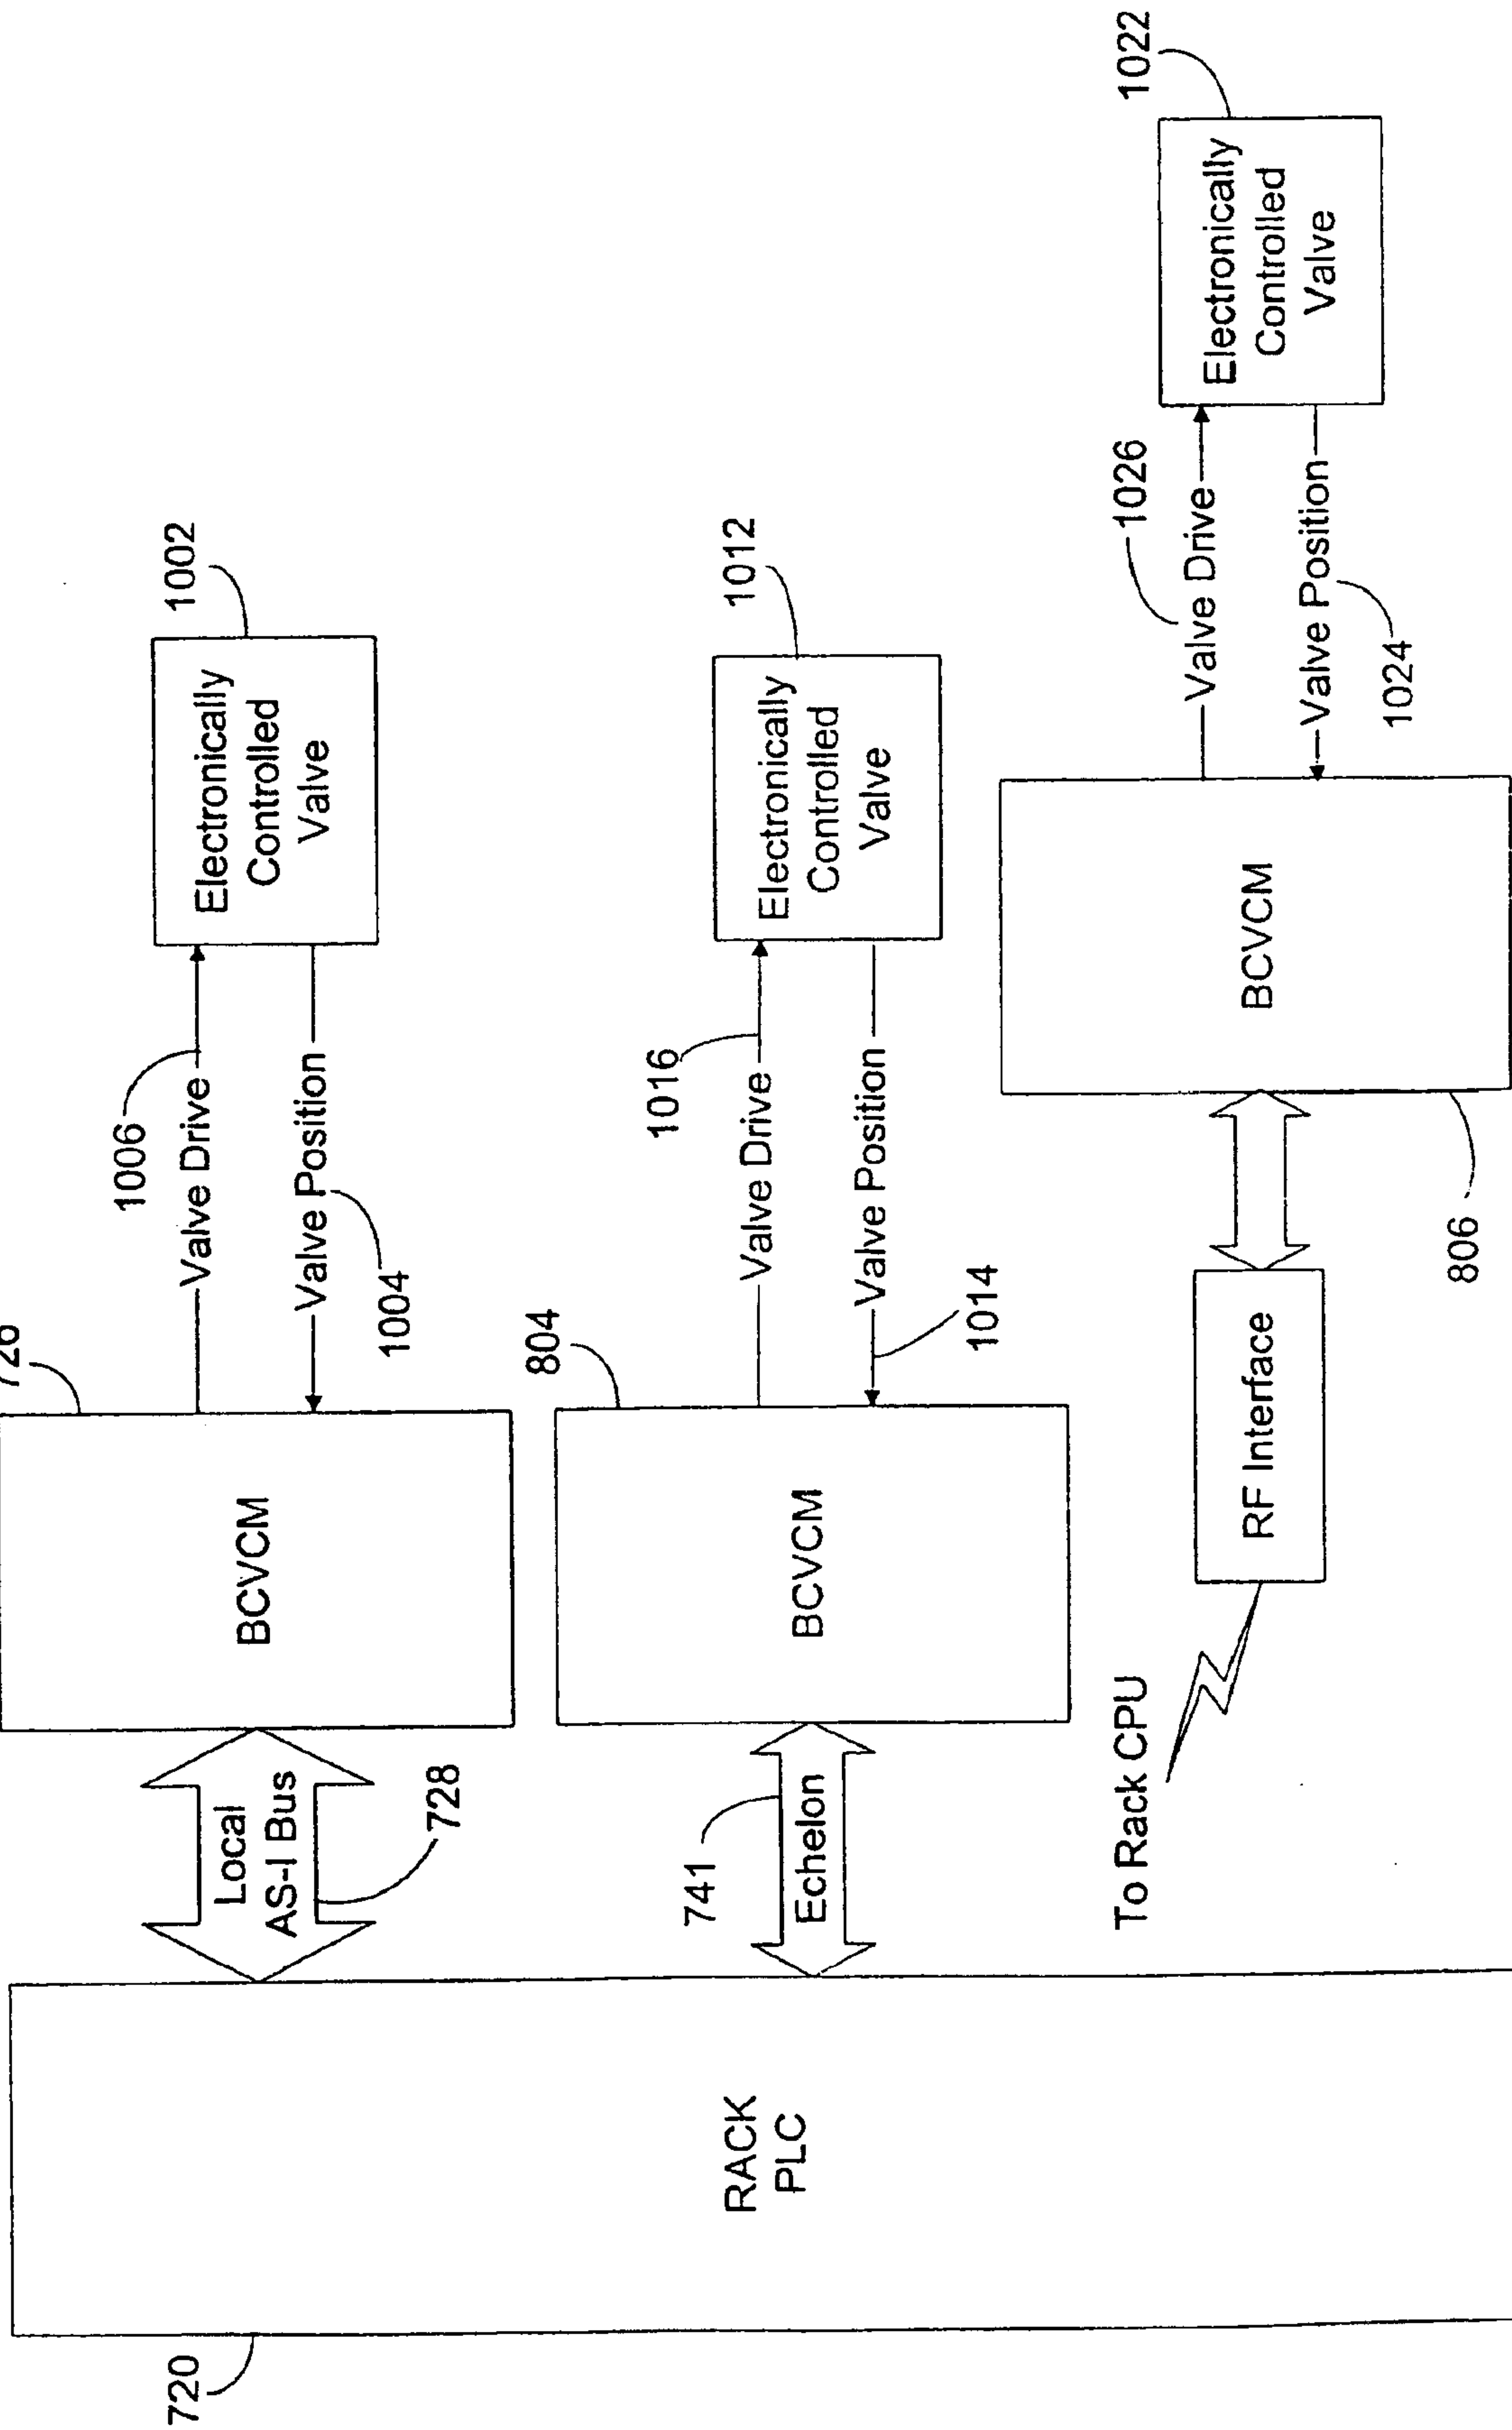 720
RACK
PLC
Local
AS-I Bus
728
BCVCM
1006
Valve Drive
Valve Position
1004
Electronically
Controlled
Valve
1002
741
Echelon
804
BCVCM
1016
Valve Drive
Valve Position
1014
Electronically
Controlled
Valve
1012
To Rack CPU
RF Interface
806
BCVCM
1026
Valve Drive
Valve Position
1024
Electronically
Controlled
Valve
1022